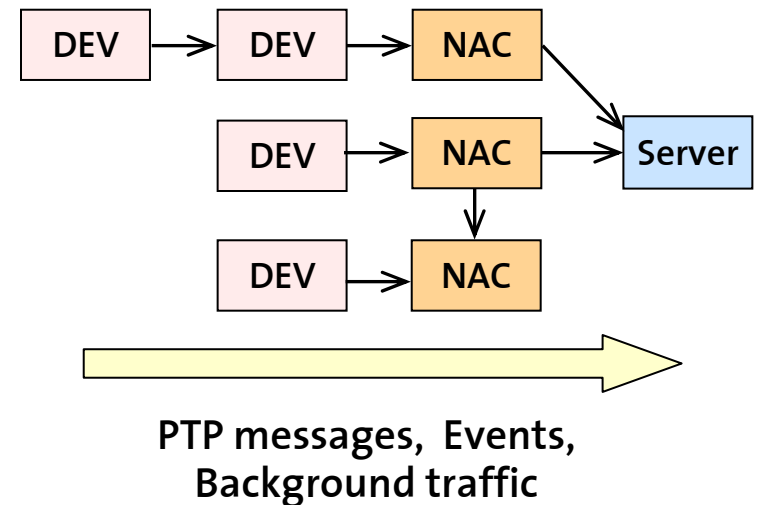 DEV
DEV
NAC
DEV
NAC
Server
DEV
NAC
PTP messages, Events,
Background traffic